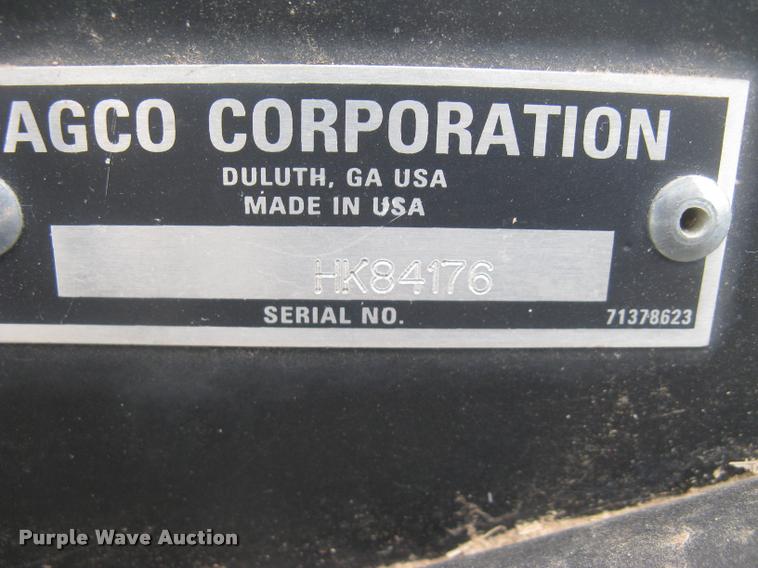 AGCO CORPORATION
DULUTH, GA USA
MADE IN USA
HK84176
SERIAL NO.
71378623
Purple Wave Auction